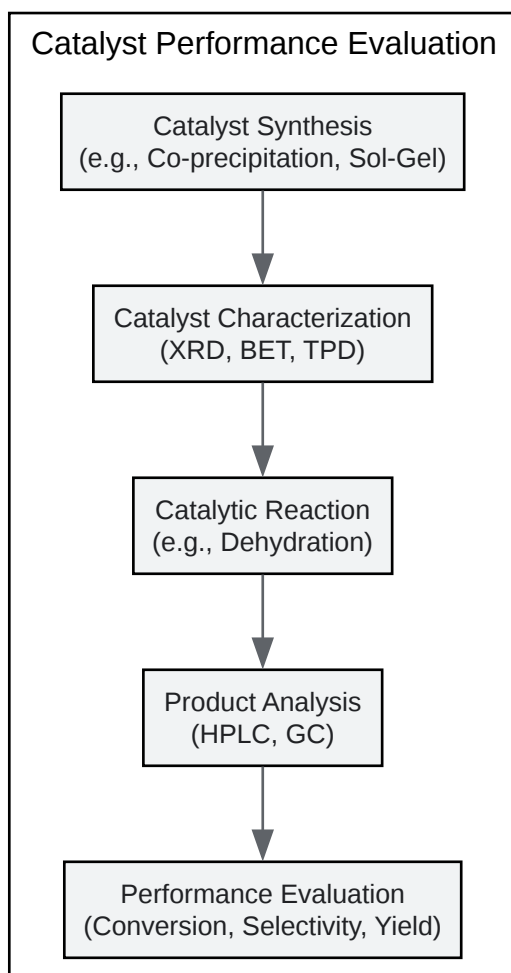 Catalyst Performance Evaluation
Catalyst Synthesis
(e.g., Co-precipitation, Sol-Gel)
Catalyst Characterization
(XRD, BET, TPD)
Catalytic Reaction
(e.g., Dehydration)
Product Analysis
(HPLC, GC)
Performance Evaluation
(Conversion, Selectivity, Yield)